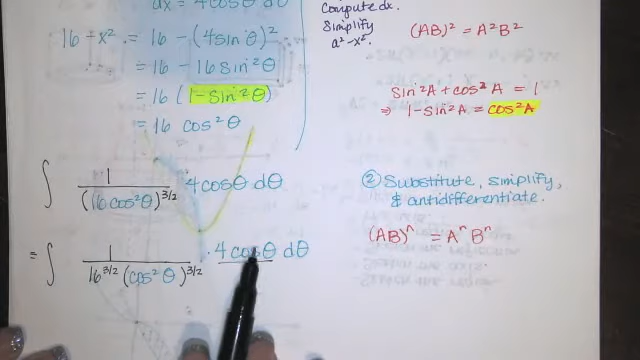 dx = 4cosθ dθ
16 - x² = 16 - (4sinθ)²
= 16 - 16sin²θ
= 16 (1-sin²θ)
= 16 cos²θ
∫ 1/(16cos²θ)^3/2 4cosθ dθ
= ∫ 1/16^3/2 (cos²θ)^3/2 · 4cosθ dθ
Compute dx.
Simplify
a² - x².
(AB)² = A²B²
sin²A + cos²A = 1
⇒ 1-sin²A = cos²A
② Substitute, simplify,
& antidifferentiate.
(AB)ⁿ = AⁿBⁿ